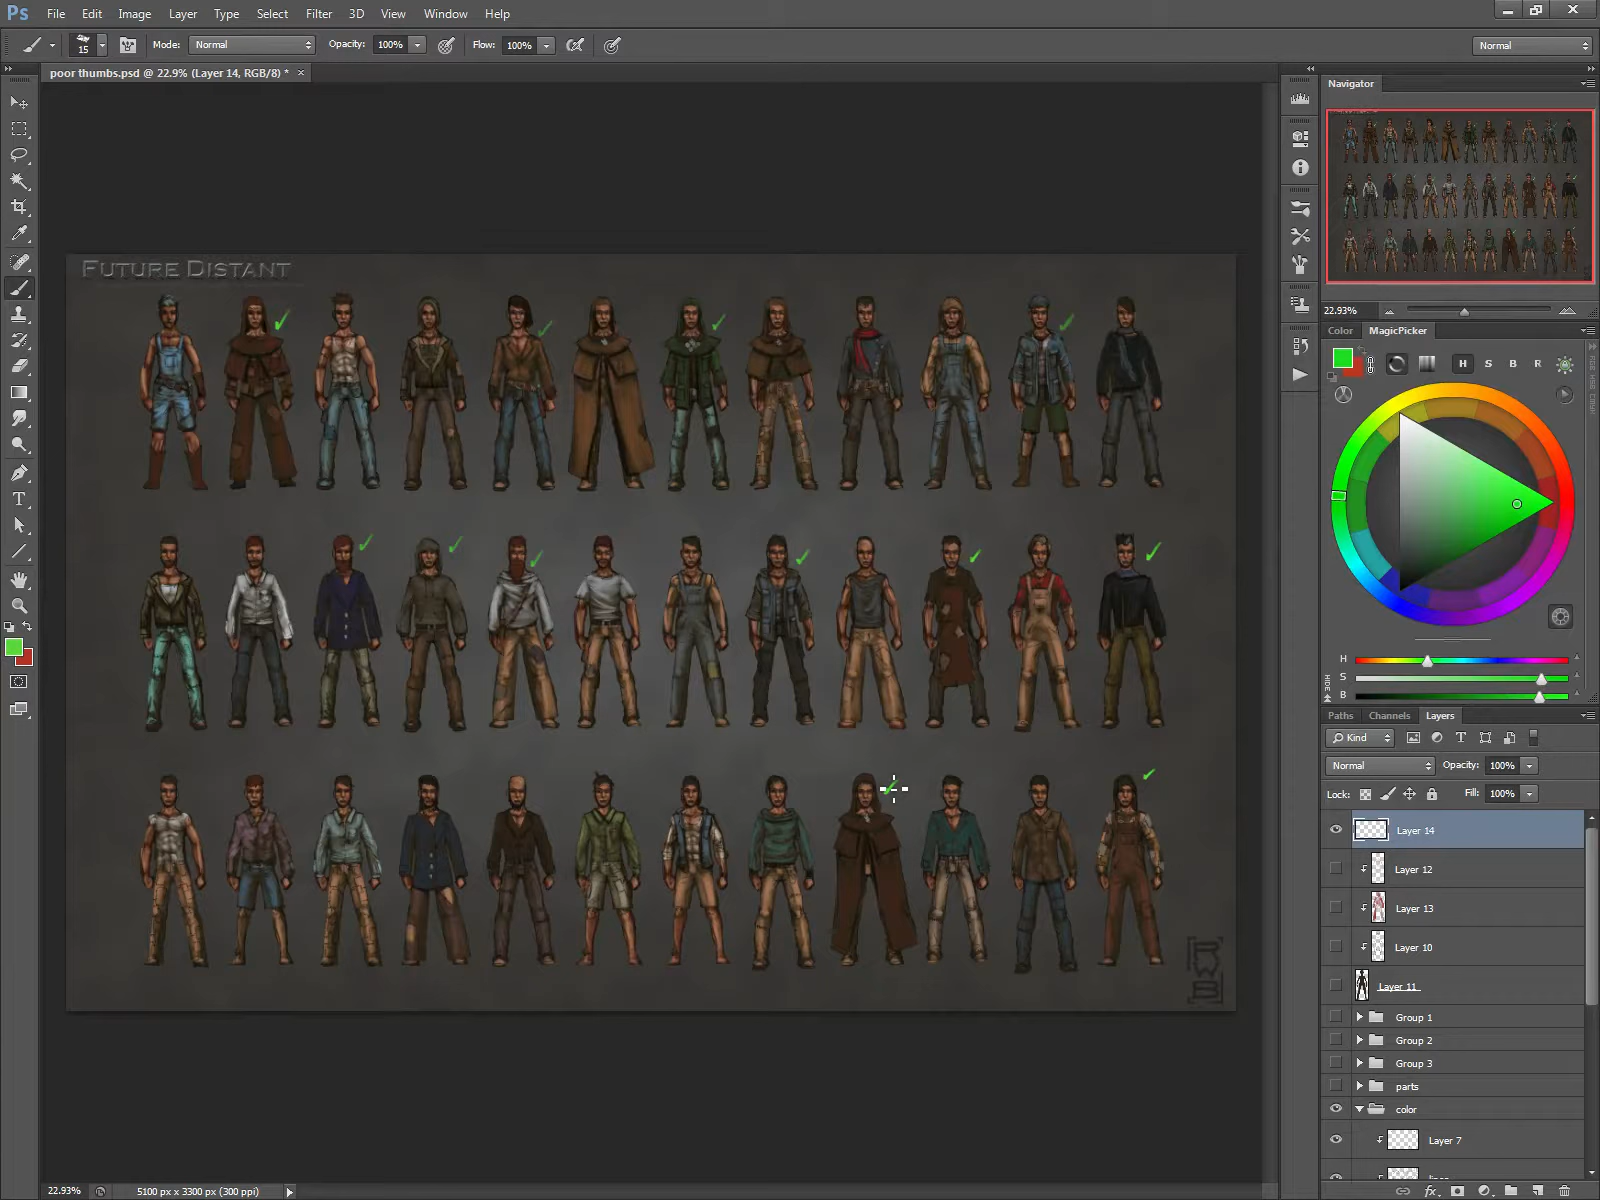 Ps File Edit Image Layer Type Select Filter 3D View Window Help
15 Mode: Normal Opacity: 100% Flow: 100% Normal
poor thumbs.psd @ 22.9% (Layer 14, RGB/8) * ×
Navigator
FUTURE DISTANT
22.93%
Color MagicPicker
H S B R
H
S
B
HIDE
Paths Channels Layers
Kind
Normal Opacity: 100%
Lock: Fill: 100%
Layer 14
Layer 12
Layer 13
Layer 10
Layer 11
Group 1
Group 2
Group 3
parts
color
Layer 7
RWB
22.93% 5100 px x 3300 px (300 ppi)
fx